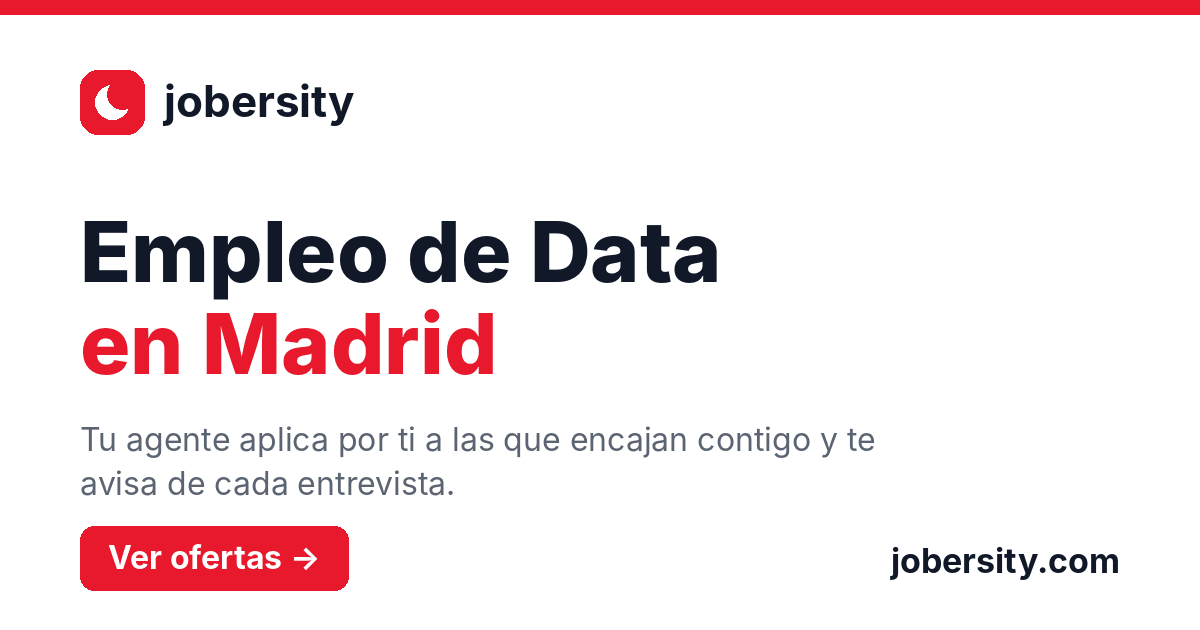 jobersity
Empleo de Data
en Madrid
Tu agente aplica por ti a las que encajan contigo y te
avisa de cada entrevista.
Ver ofertas →
jobersity.com